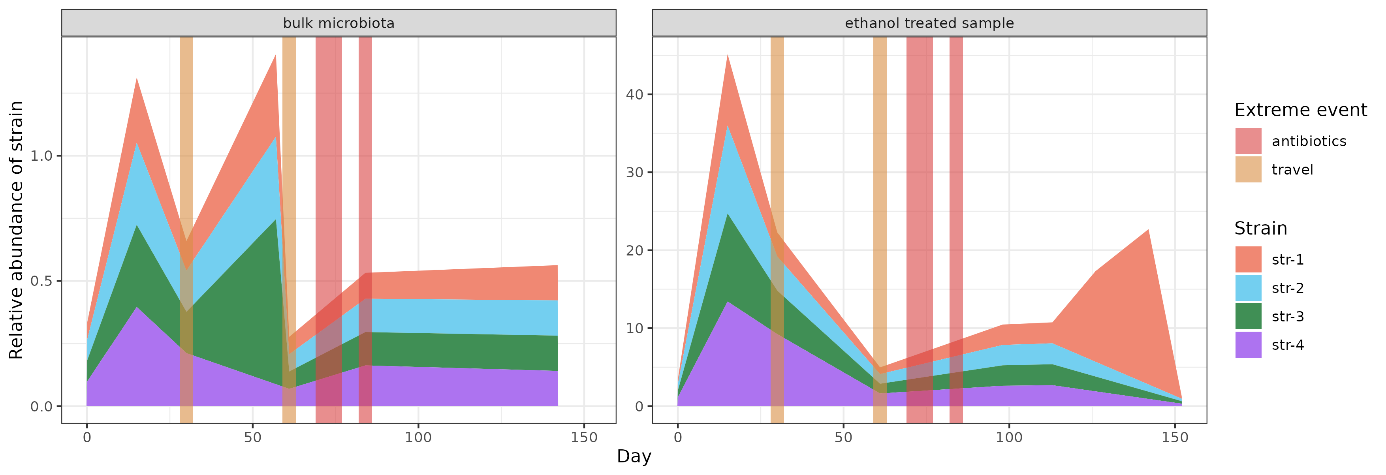 bulk microbiota
ethanol treated sample
Relative abundance of strain
1.0
0.5
0.0
0
50
100
150
40
30
20
10
0
0
50
100
150
Day
Extreme event
antibiotics
travel
Strain
str-1
str-2
str-3
str-4